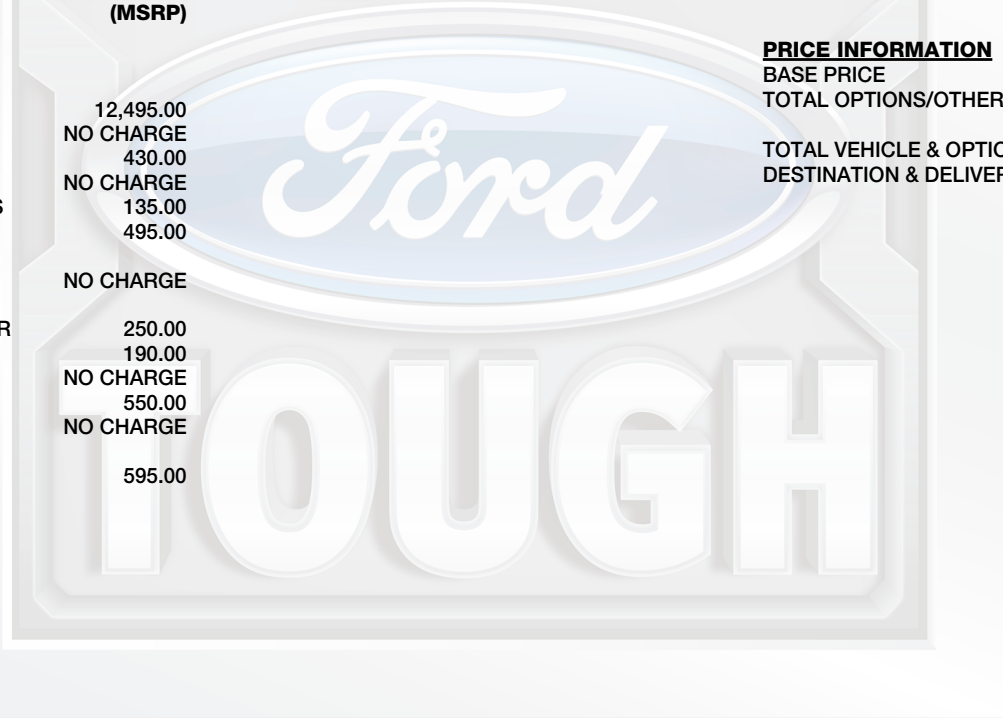 (MSRP)
12,495.00
NO CHARGE
430.00
NO CHARGE
S 135.00
495.00
NO CHARGE
R 250.00
190.00
NO CHARGE
550.00
NO CHARGE
595.00
PRICE INFORMATION
BASE PRICE
TOTAL OPTIONS/OTHER
TOTAL VEHICLE & OPTIO
DESTINATION & DELIVER
Ford
TOUGH